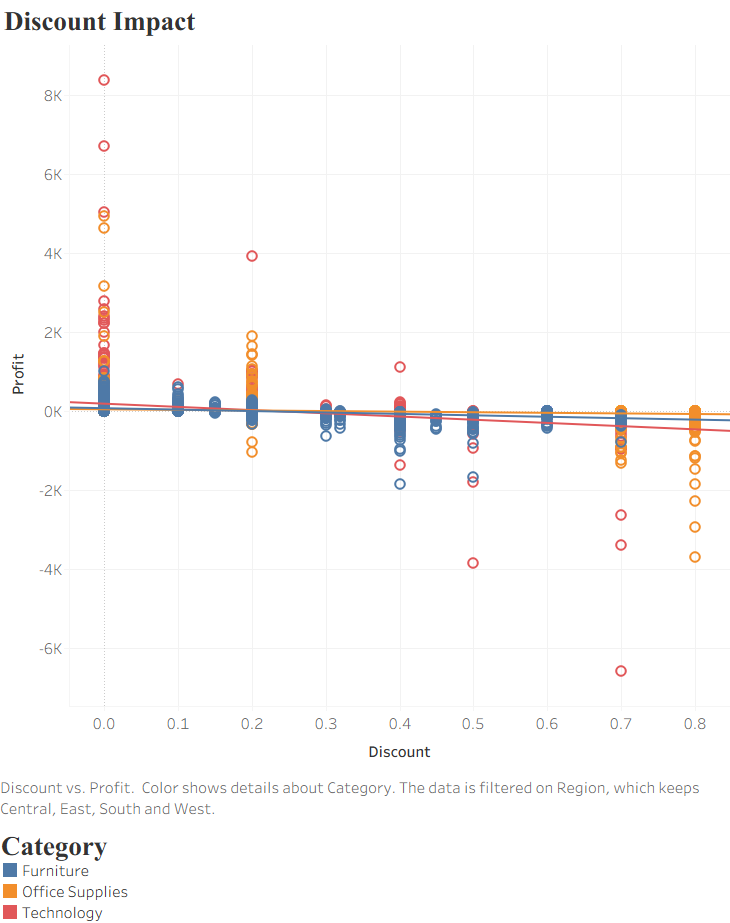 Discount Impact
8K
6K
4K
2K
0K
-2K
-4K
-6K
Profit
0.0 0.1 0.2 0.3 0.4 0.5 0.6 0.7 0.8
Discount
Discount vs. Profit. Color shows details about Category. The data is filtered on Region, which keeps
Central, East, South and West.
Category
Furniture
Office Supplies
Technology